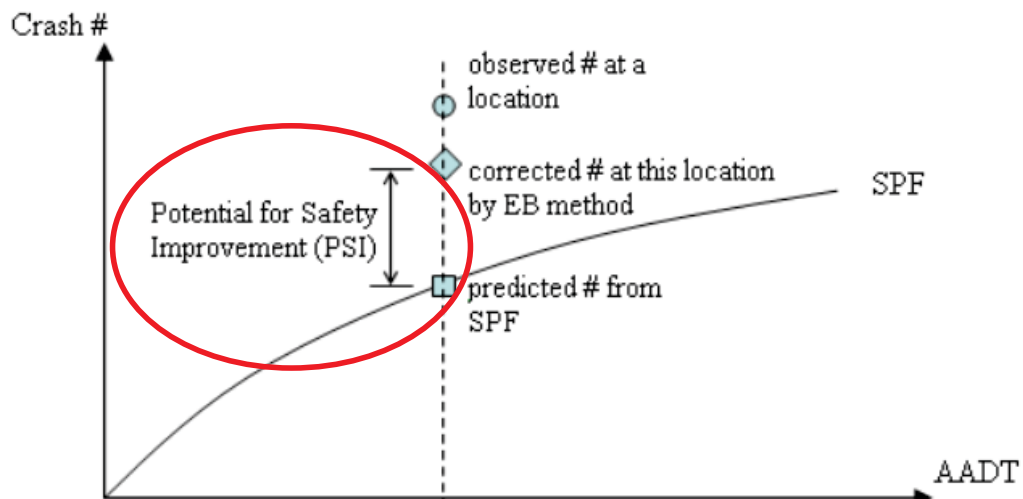 Crash #
observed # at a
location
corrected # at this location
by EB method
SPF
Potential for Safety
Improvement (PSI)
predicted # from
SPF
AADT